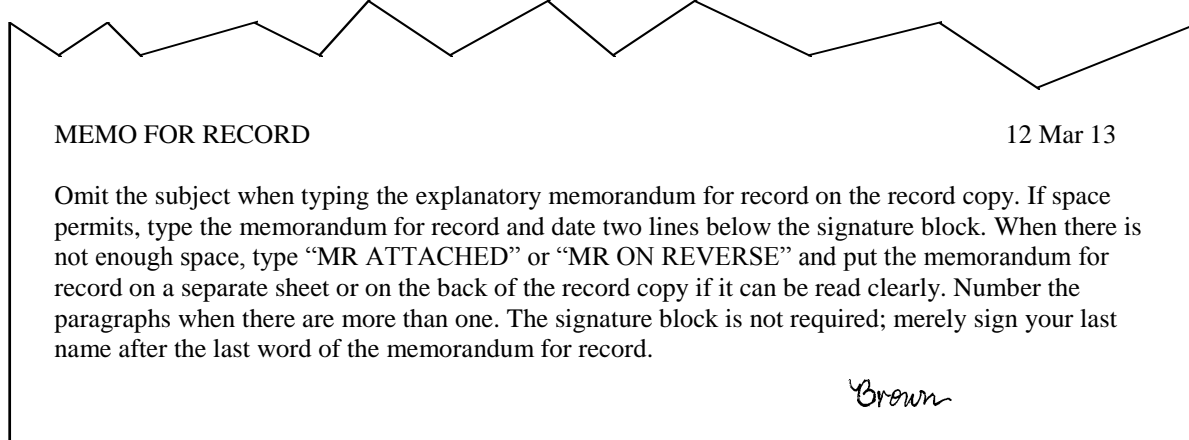 MEMO FOR RECORD 12 Mar 13
Omit the subject when typing the explanatory memorandum for record on the record copy. If space
permits, type the memorandum for record and date two lines below the signature block. When there is
not enough space, type “MR ATTACHED” or “MR ON REVERSE” and put the memorandum for
record on a separate sheet or on the back of the record copy if it can be read clearly. Number the
paragraphs when there are more than one. The signature block is not required; merely sign your last
name after the last word of the memorandum for record.
Brown